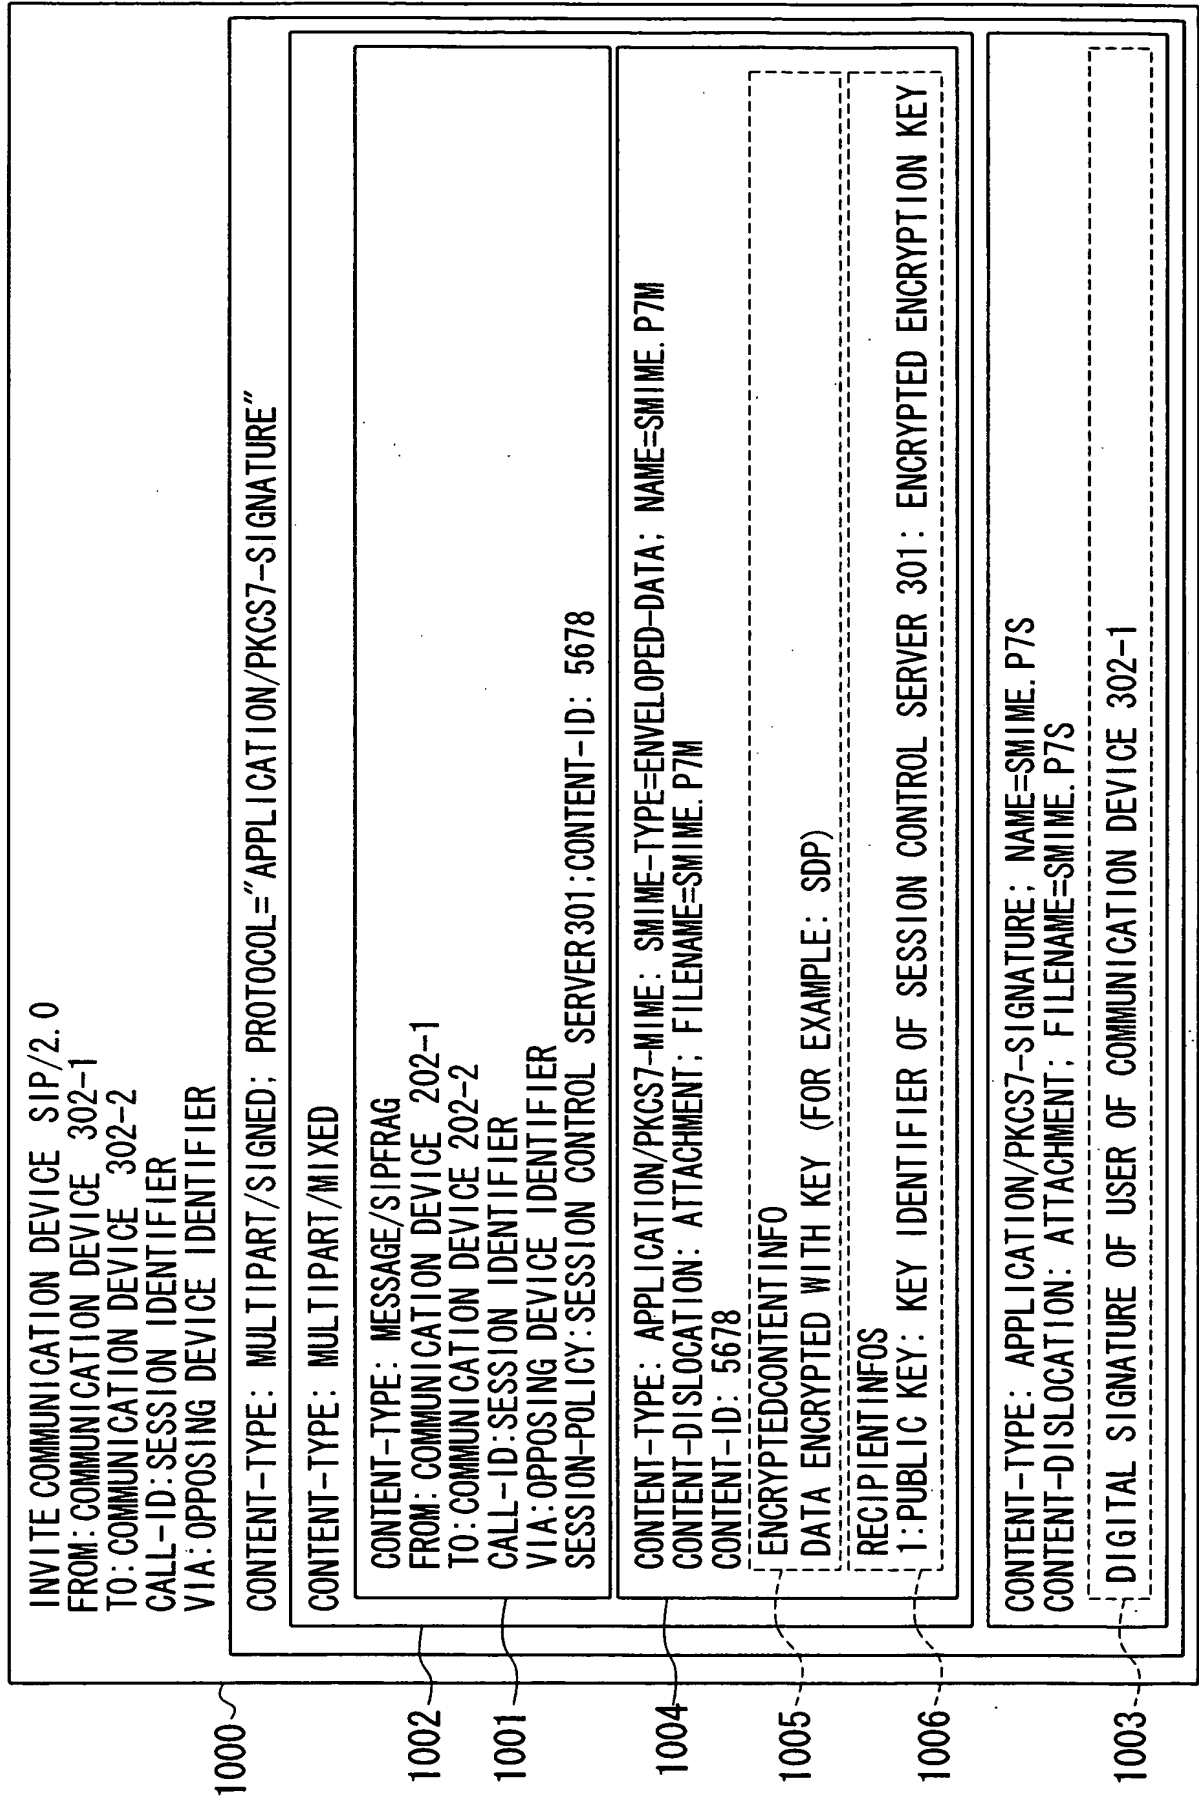 INVITE COMMUNICATION DEVICE SIP/2.0
FROM:COMMUNICATION DEVICE 302-1
TO:COMMUNICATION DEVICE 302-2
CALL-ID:SESSION IDENTIFIER
VIA:OPPOSING DEVICE IDENTIFIER
CONTENT-TYPE: MULTIPART/SIGNED; PROTOCOL="APPLICATION/PKCS7-SIGNATURE"
CONTENT-TYPE: MULTIPART/MIXED
CONTENT-TYPE: MESSAGE/SIPFRAG
FROM: COMMUNICATION DEVICE 202-1
TO:COMMUNICATION DEVICE 202-2
CALL-ID:SESSION IDENTIFIER
VIA:OPPOSING DEVICE IDENTIFIER
SESSION-POLICY:SESSION CONTROL SERVER301;CONTENT-ID: 5678
CONTENT-TYPE: APPLICATION/PKCS7-MIME: SMIME-TYPE=ENVELOPED-DATA; NAME=SMIME.P7M
CONTENT-DISLOCATION: ATTACHMENT; FILENAME=SMIME.P7M
CONTENT-ID: 5678
ENCRYPTEDCONTENTINFO
DATA ENCRYPTED WITH KEY (FOR EXAMPLE: SDP)
RECIPIENTINFOS
1:PUBLIC KEY: KEY IDENTIFIER OF SESSION CONTROL SERVER 301: ENCRYPTED ENCRYPTION KEY
CONTENT-TYPE: APPLICATION/PKCS7-SIGNATURE; NAME=SMIME.P7S
CONTENT-DISLOCATION: ATTACHMENT; FILENAME=SMIME.P7S
DIGITAL SIGNATURE OF USER OF COMMUNICATION DEVICE 302-1
1000
1002
1001
1004
1005
1006
1003